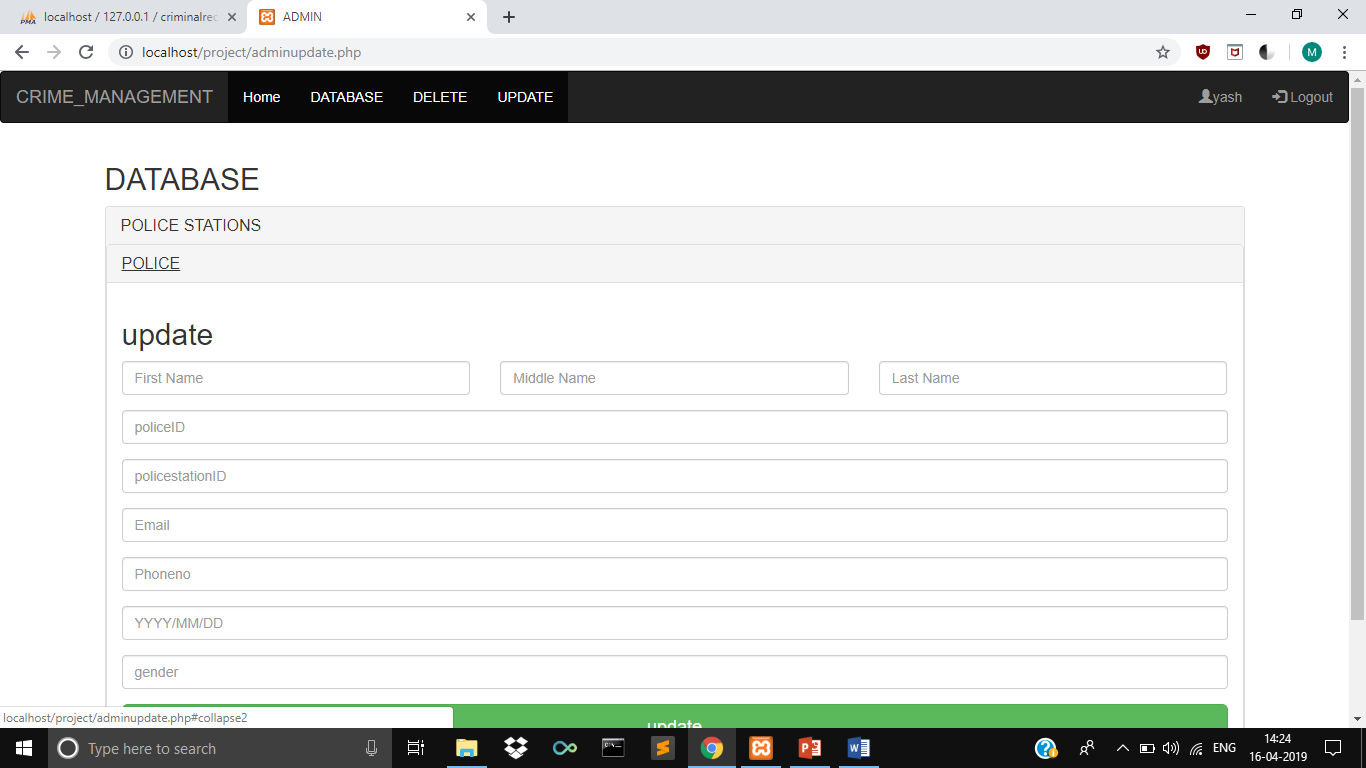 localhost / 127.0.0.1 / criminalrec
ADMIN
localhost/project/adminupdate.php
M
CRIME_MANAGEMENT Home DATABASE DELETE UPDATE yash Logout
DATABASE
POLICE STATIONS
POLICE
update
First Name Middle Name Last Name
policeID
policestationID
Email
Phoneno
YYYY/MM/DD
gender
update
localhost/project/adminupdate.php#collapse2
Type here to search
ENG
14:24
16-04-2019